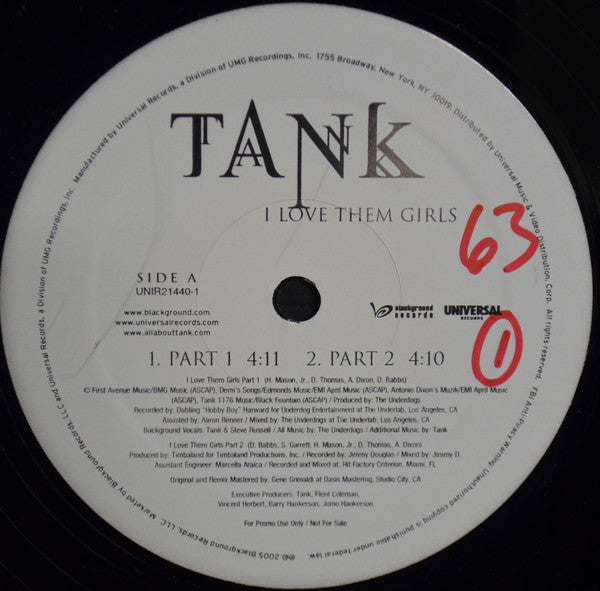 Manufactured by Universal Records, a Division of UMG Recordings, Inc. 1755 Broadway, New York, NY 10019. Distributed by Universal Music & Video Distribution, Corp. All rights reserved.
FBI Anti-Piracy Warning: Unauthorized copying is punishable under federal law.
TANK
I LOVE THEM GIRLS
63
SIDE A
UNIR21440-1
www.blackground.com
www.universalrecords.com
www.allabouttank.com
Blackground Records
UNIVERSAL RECORDS
1
1. PART 1 4:11 2. PART 2 4:10
I Love Them Girls Part 1 (H. Mason, Jr., D. Thomas, A. Dixon, D. Babbs)
© First Avenue Music/BMG Music (ASCAP), Demi's Songs/Edmonds Music/EMI April Music (ASCAP), Antonio Dixon's Muzik/EMI April Music
(ASCAP), Tank 1176 Music/Black Fountain (ASCAP) / Produced by: The Underdogs
Recorded by: Dabling "Hobby Boy" Harward for Underdog Entertainment at The Underlab, Los Angeles, CA
Assisted by: Aaron Renner / Mixed by: The Underdogs at The Underlab, Los Angeles, CA
Background Vocals: Tank & Steve Russell / All Music by: The Underdogs / Additional Music by: Tank
I Love Them Girls Part 2 (D. Babbs, S. Garrett, H. Mason, Jr., D. Thomas, A. Dixon)
Produced by: Timbaland for Timbaland Productions, Inc. / Recorded by: Jimmy Douglas / Mixed by: Jimmy D.
Assistant Engineer: Marcella Araica / Recorded and Mixed at: Hit Factory Criterion, Miami, FL
Original and Remix Mastered by: Gene Grimaldi at Oasis Mastering, Studio City, CA
Executive Producers: Tank, Flent Coleman,
Vincent Herbert, Barry Hankerson, Jomo Hankerson
For Promo Use Only / Not For Sale
℗© 2005 Blackground Records, LLC. Marketed by Blackground Records, LLC and Universal Records, a Division of UMG Recordings, Inc.